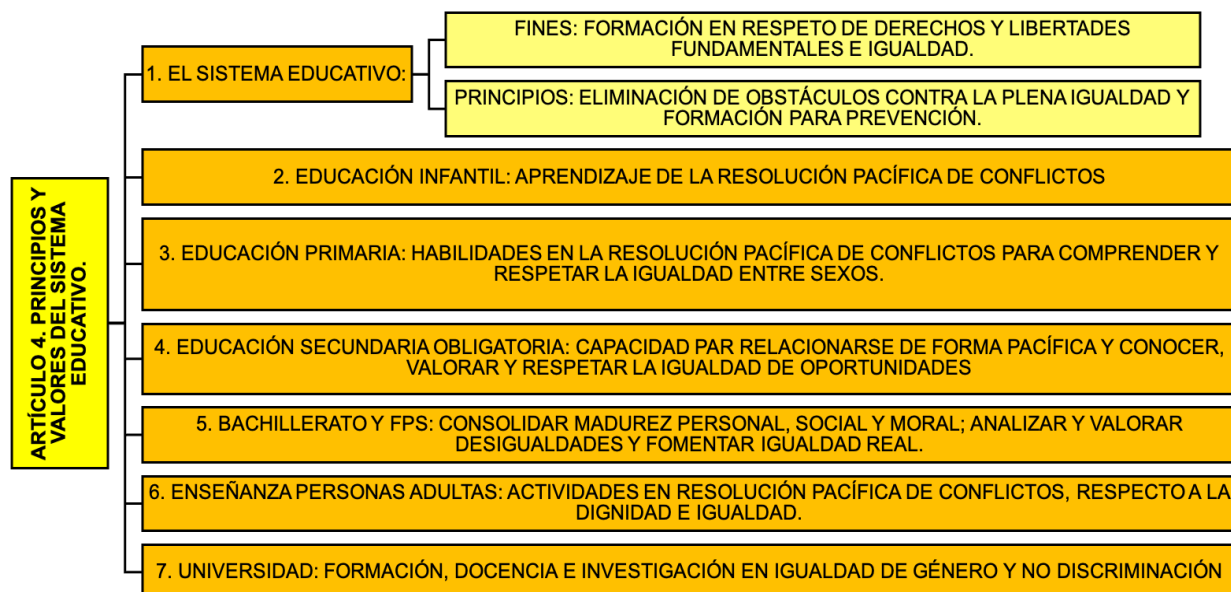 ARTÍCULO 4. PRINCIPIOS Y
VALORES DEL SISTEMA
EDUCATIVO.
1. EL SISTEMA EDUCATIVO:
FINES: FORMACIÓN EN RESPETO DE DERECHOS Y LIBERTADES
FUNDAMENTALES E IGUALDAD.
PRINCIPIOS: ELIMINACIÓN DE OBSTÁCULOS CONTRA LA PLENA IGUALDAD Y
FORMACIÓN PARA PREVENCIÓN.
2. EDUCACIÓN INFANTIL: APRENDIZAJE DE LA RESOLUCIÓN PACÍFICA DE CONFLICTOS
3. EDUCACIÓN PRIMARIA: HABILIDADES EN LA RESOLUCIÓN PACÍFICA DE CONFLICTOS PARA COMPRENDER Y
RESPETAR LA IGUALDAD ENTRE SEXOS.
4. EDUCACIÓN SECUNDARIA OBLIGATORIA: CAPACIDAD PAR RELACIONARSE DE FORMA PACÍFICA Y CONOCER,
VALORAR Y RESPETAR LA IGUALDAD DE OPORTUNIDADES
5. BACHILLERATO Y FPS: CONSOLIDAR MADUREZ PERSONAL, SOCIAL Y MORAL; ANALIZAR Y VALORAR
DESIGUALDADES Y FOMENTAR IGUALDAD REAL.
6. ENSEÑANZA PERSONAS ADULTAS: ACTIVIDADES EN RESOLUCIÓN PACÍFICA DE CONFLICTOS, RESPECTO A LA
DIGNIDAD E IGUALDAD.
7. UNIVERSIDAD: FORMACIÓN, DOCENCIA E INVESTIGACIÓN EN IGUALDAD DE GÉNERO Y NO DISCRIMINACIÓN